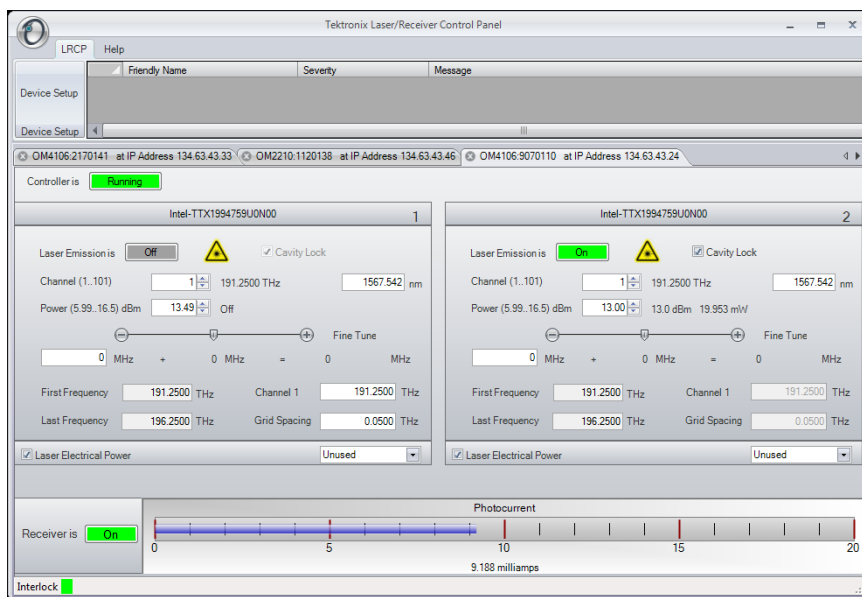 Tektronix Laser/Receiver Control Panel
LRCP Help
Friendly Name Severity Message
Device Setup
Device Setup
OM4106:2170141 at IP Address 134.63.43.33 OM2210:1120138 at IP Address 134.63.43.46 OM4106:9070110 at IP Address 134.63.43.24
Controller is Running
Intel-TTX1994759U0N00 1
Laser Emission is Off Cavity Lock
Channel (1..101) 1 191.2500 THz 1567.542 nm
Power (5.99..16.5) dBm 13.49 Off
Fine Tune
0 MHz + 0 MHz = 0 MHz
First Frequency 191.2500 THz Channel 1 191.2500 THz
Last Frequency 196.2500 THz Grid Spacing 0.0500 THz
Laser Electrical Power Unused
Intel-TTX1994759U0N00 2
Laser Emission is On Cavity Lock
Channel (1..101) 1 191.2500 THz 1567.542 nm
Power (5.99..16.5) dBm 13.00 13.0 dBm 19.953 mW
Fine Tune
0 MHz + 0 MHz = 0 MHz
First Frequency 191.2500 THz Channel 1 191.2500 THz
Last Frequency 196.2500 THz Grid Spacing 0.0500 THz
Laser Electrical Power Unused
Photocurrent
Receiver is On
0 5 10 15 20
9.188 milliamps
Interlock